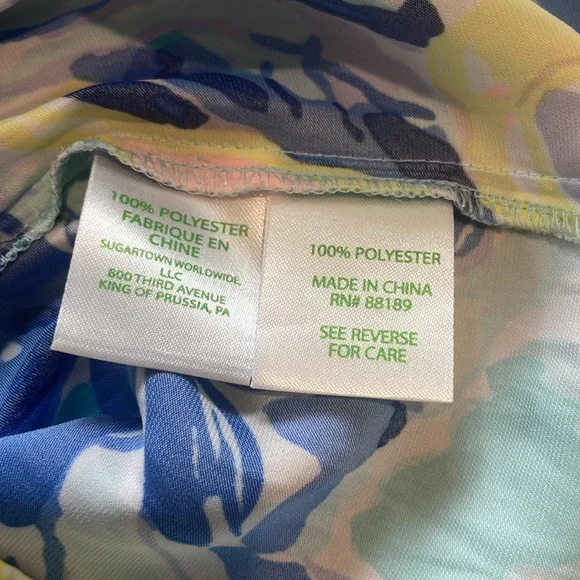 100% POLYESTER
FABRIQUE EN
CHINE
SUGARTOWN WORLDWIDE,
LLC
800 THIRD AVENUE
KING OF PRUSSIA, PA
100% POLYESTER
MADE IN CHINA
RN# 88189
SEE REVERSE
FOR CARE